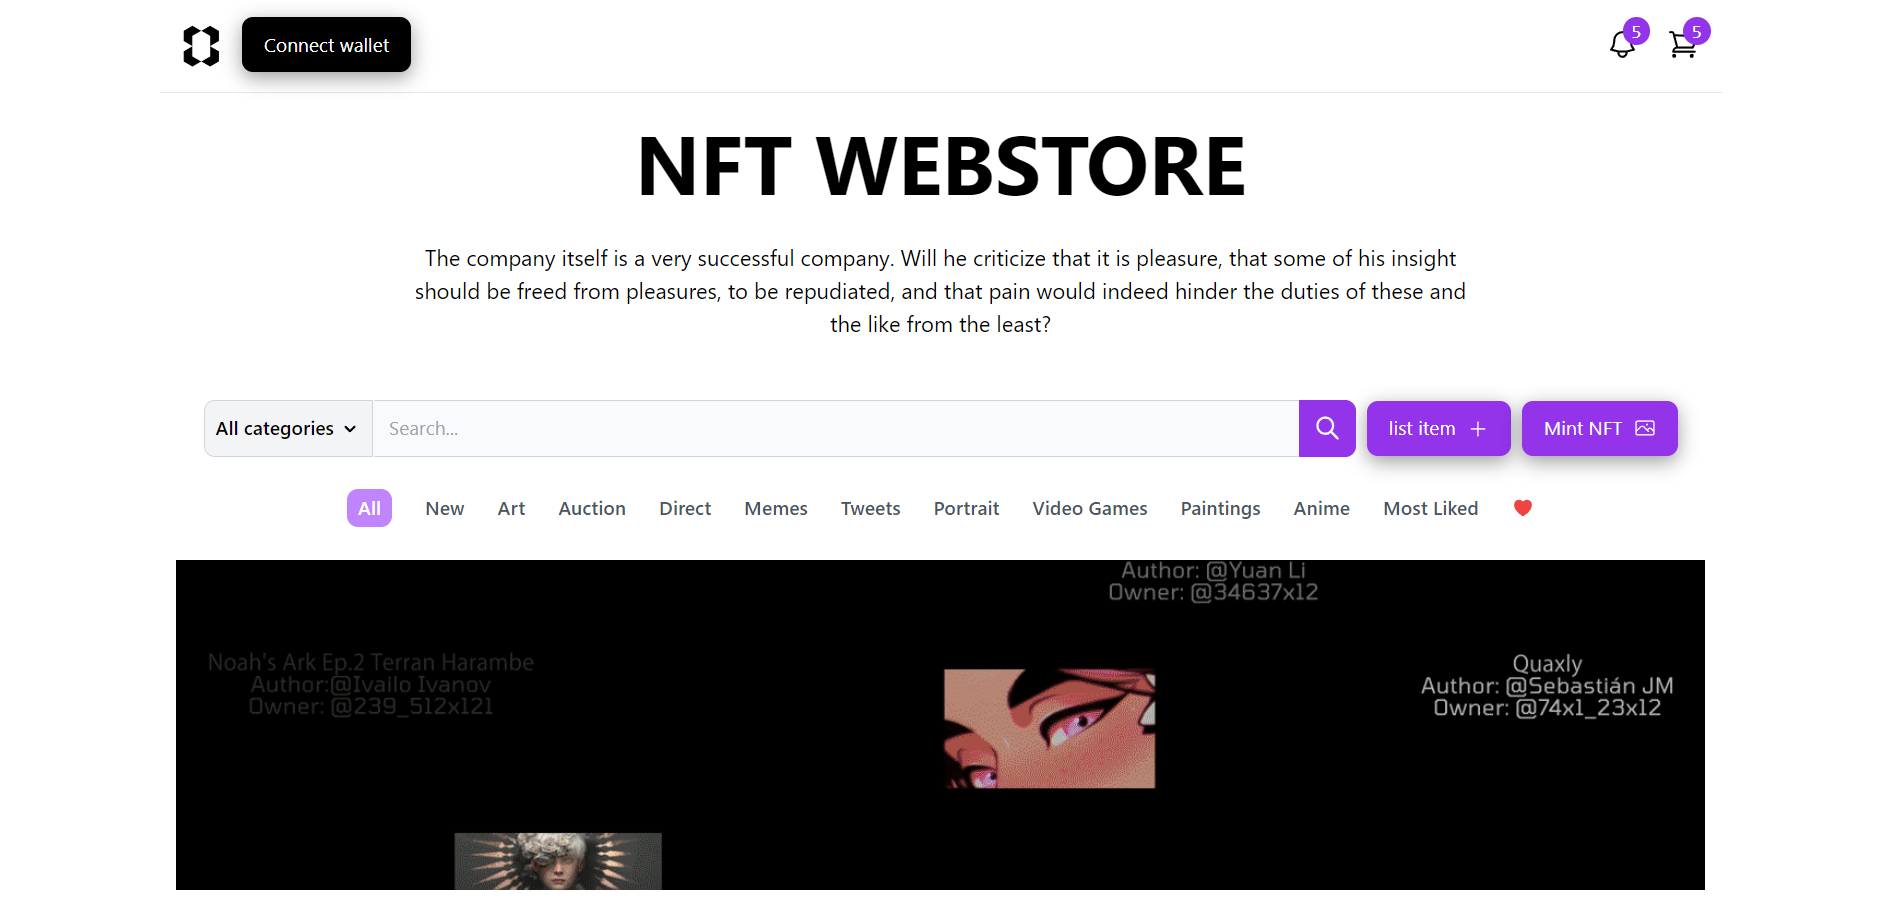 Connect wallet
5
5
NFT WEBSTORE
The company itself is a very successful company. Will he criticize that it is pleasure, that some of his insight
should be freed from pleasures, to be repudiated, and that pain would indeed hinder the duties of these and
the like from the least?
All categories
Search...
list item
Mint NFT
All
New
Art
Auction
Direct
Memes
Tweets
Portrait
Video Games
Paintings
Anime
Most Liked
Author: @Yuan Li
Owner: @34637x12
Noah's Ark Ep.2 Terran Harambe
Author:@Ivailo Ivanov
Owner: @239_512x121
Quaxly
Author: @Sebastián JM
Owner: @74x1_23x12